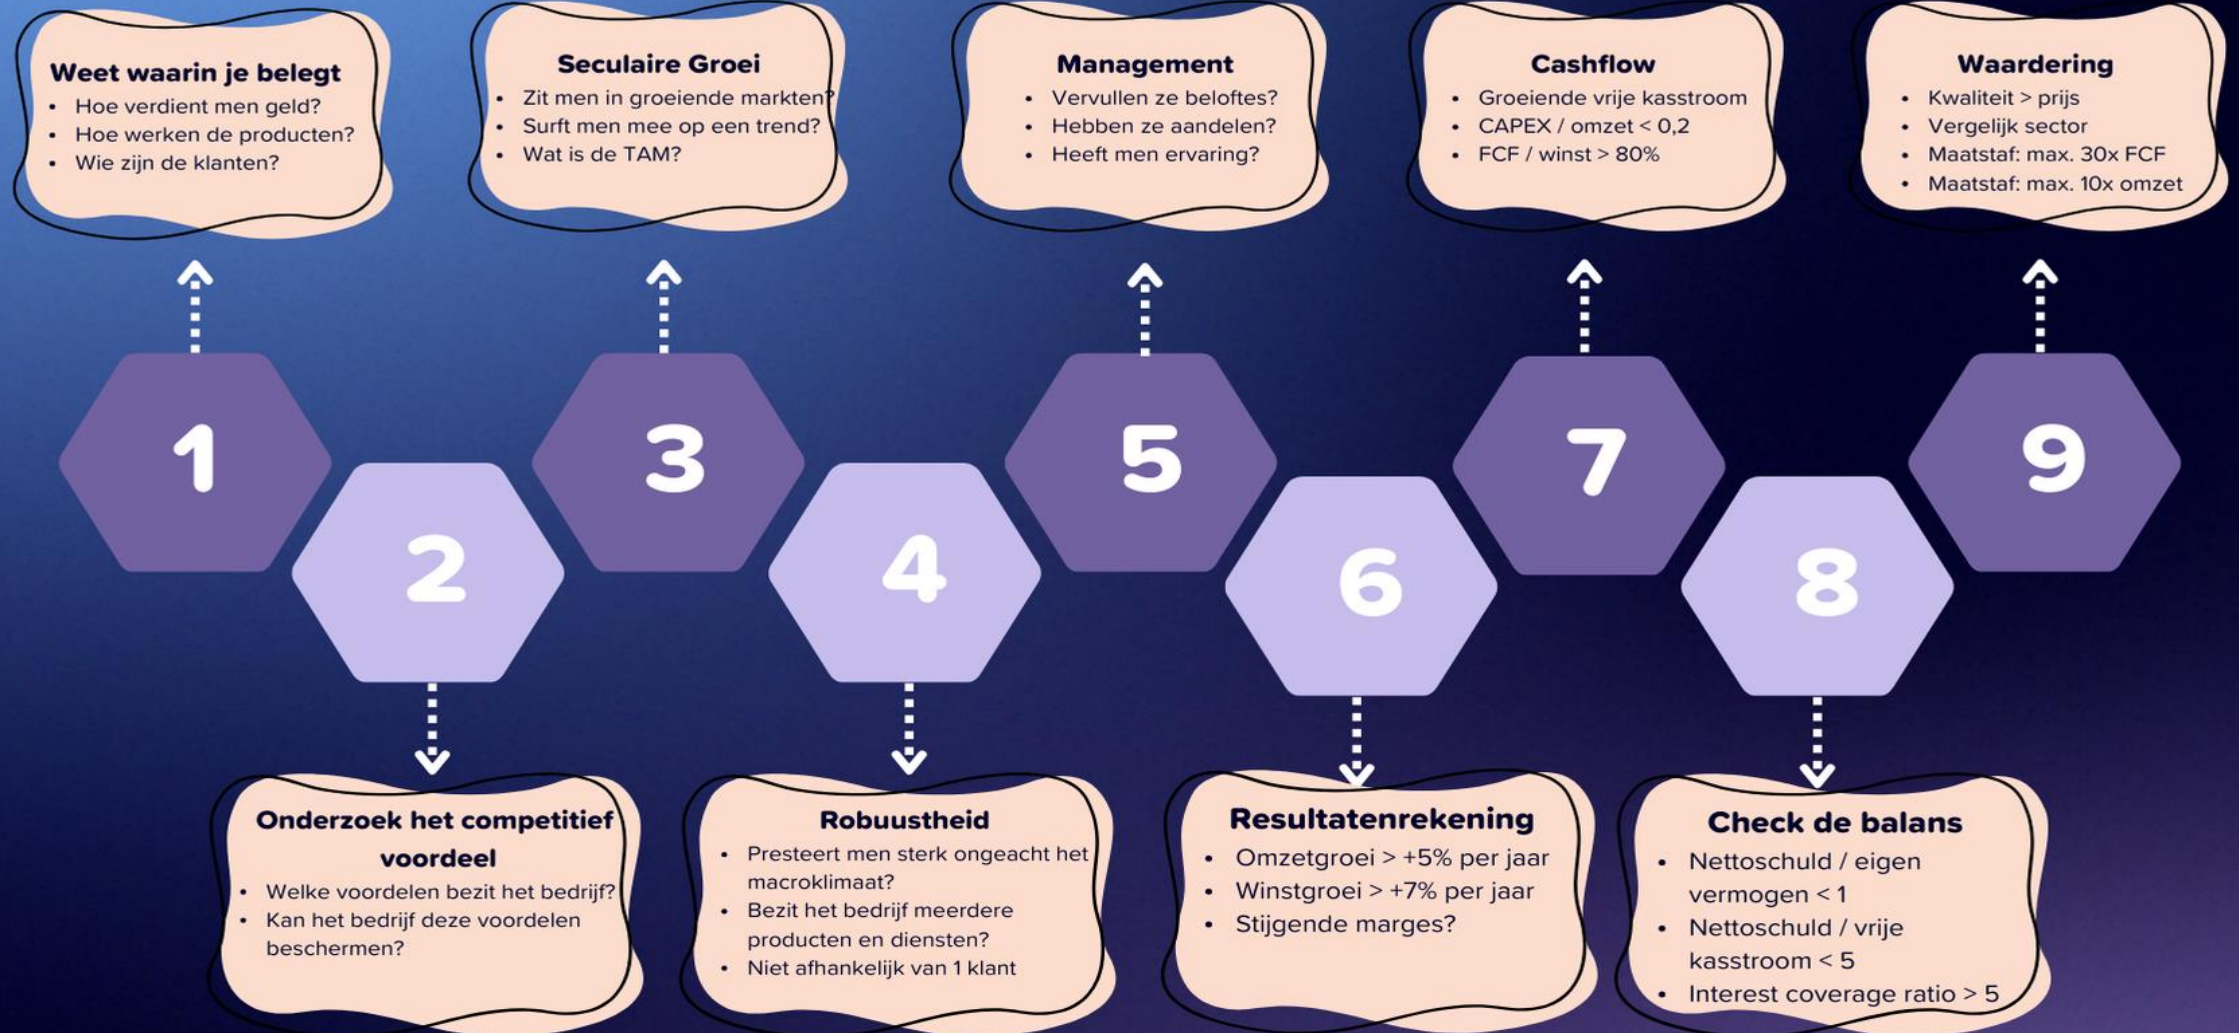 Weet waarin je belegt
• Hoe verdient men geld?
• Hoe werken de producten?
• Wie zijn de klanten?
Seculaire Groei
• Zit men in groeiende markten?
• Surft men mee op een trend?
• Wat is de TAM?
Management
• Vervullen ze beloftes?
• Hebben ze aandelen?
• Heeft men ervaring?
Cashflow
• Groeiende vrije kasstroom
• CAPEX / omzet < 0,2
• FCF / winst > 80%
Waardering
• Kwaliteit > prijs
• Vergelijk sector
• Maatstaf: max. 30x FCF
• Maatstaf: max. 10x omzet
1
2
3
4
5
6
7
8
9
Onderzoek het competitief
voordeel
• Welke voordelen bezit het bedrijf?
• Kan het bedrijf deze voordelen
beschermen?
Robuustheid
• Presteert men sterk ongeacht het
macroklimaat?
• Bezit het bedrijf meerdere
producten en diensten?
• Niet afhankelijk van 1 klant
Resultatenrekening
• Omzetgroei > +5% per jaar
• Winstgroei > +7% per jaar
• Stijgende marges?
Check de balans
• Nettoschuld / eigen
vermogen < 1
• Nettoschuld / vrije
kasstroom < 5
• Interest coverage ratio > 5